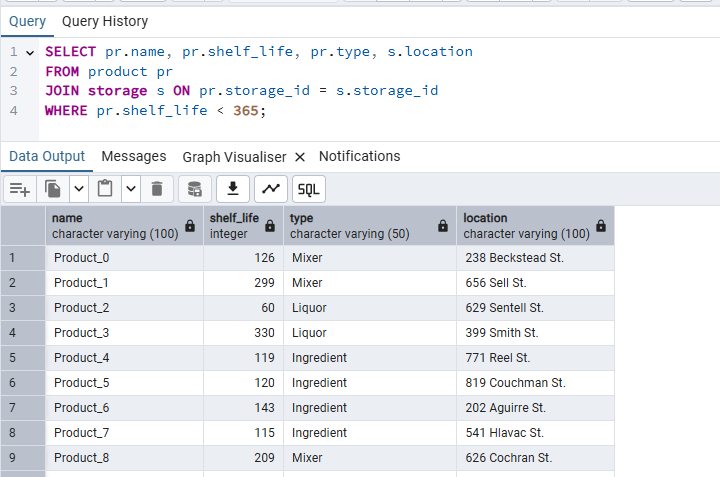 Query Query History
1 SELECT pr.name, pr.shelf_life, pr.type, s.location
2 FROM product pr
3 JOIN storage s ON pr.storage_id = s.storage_id
4 WHERE pr.shelf_life < 365;
Data Output Messages Graph Visualiser × Notifications
SQL
name shelf_life type location
character varying (100) integer character varying (50) character varying (100)
1 Product_0 126 Mixer 238 Beckstead St.
2 Product_1 299 Mixer 656 Sell St.
3 Product_2 60 Liquor 629 Sentell St.
4 Product_3 330 Liquor 399 Smith St.
5 Product_4 119 Ingredient 771 Reel St.
6 Product_5 120 Ingredient 819 Couchman St.
7 Product_6 143 Ingredient 202 Aguirre St.
8 Product_7 115 Ingredient 541 Hlavac St.
9 Product_8 209 Mixer 626 Cochran St.